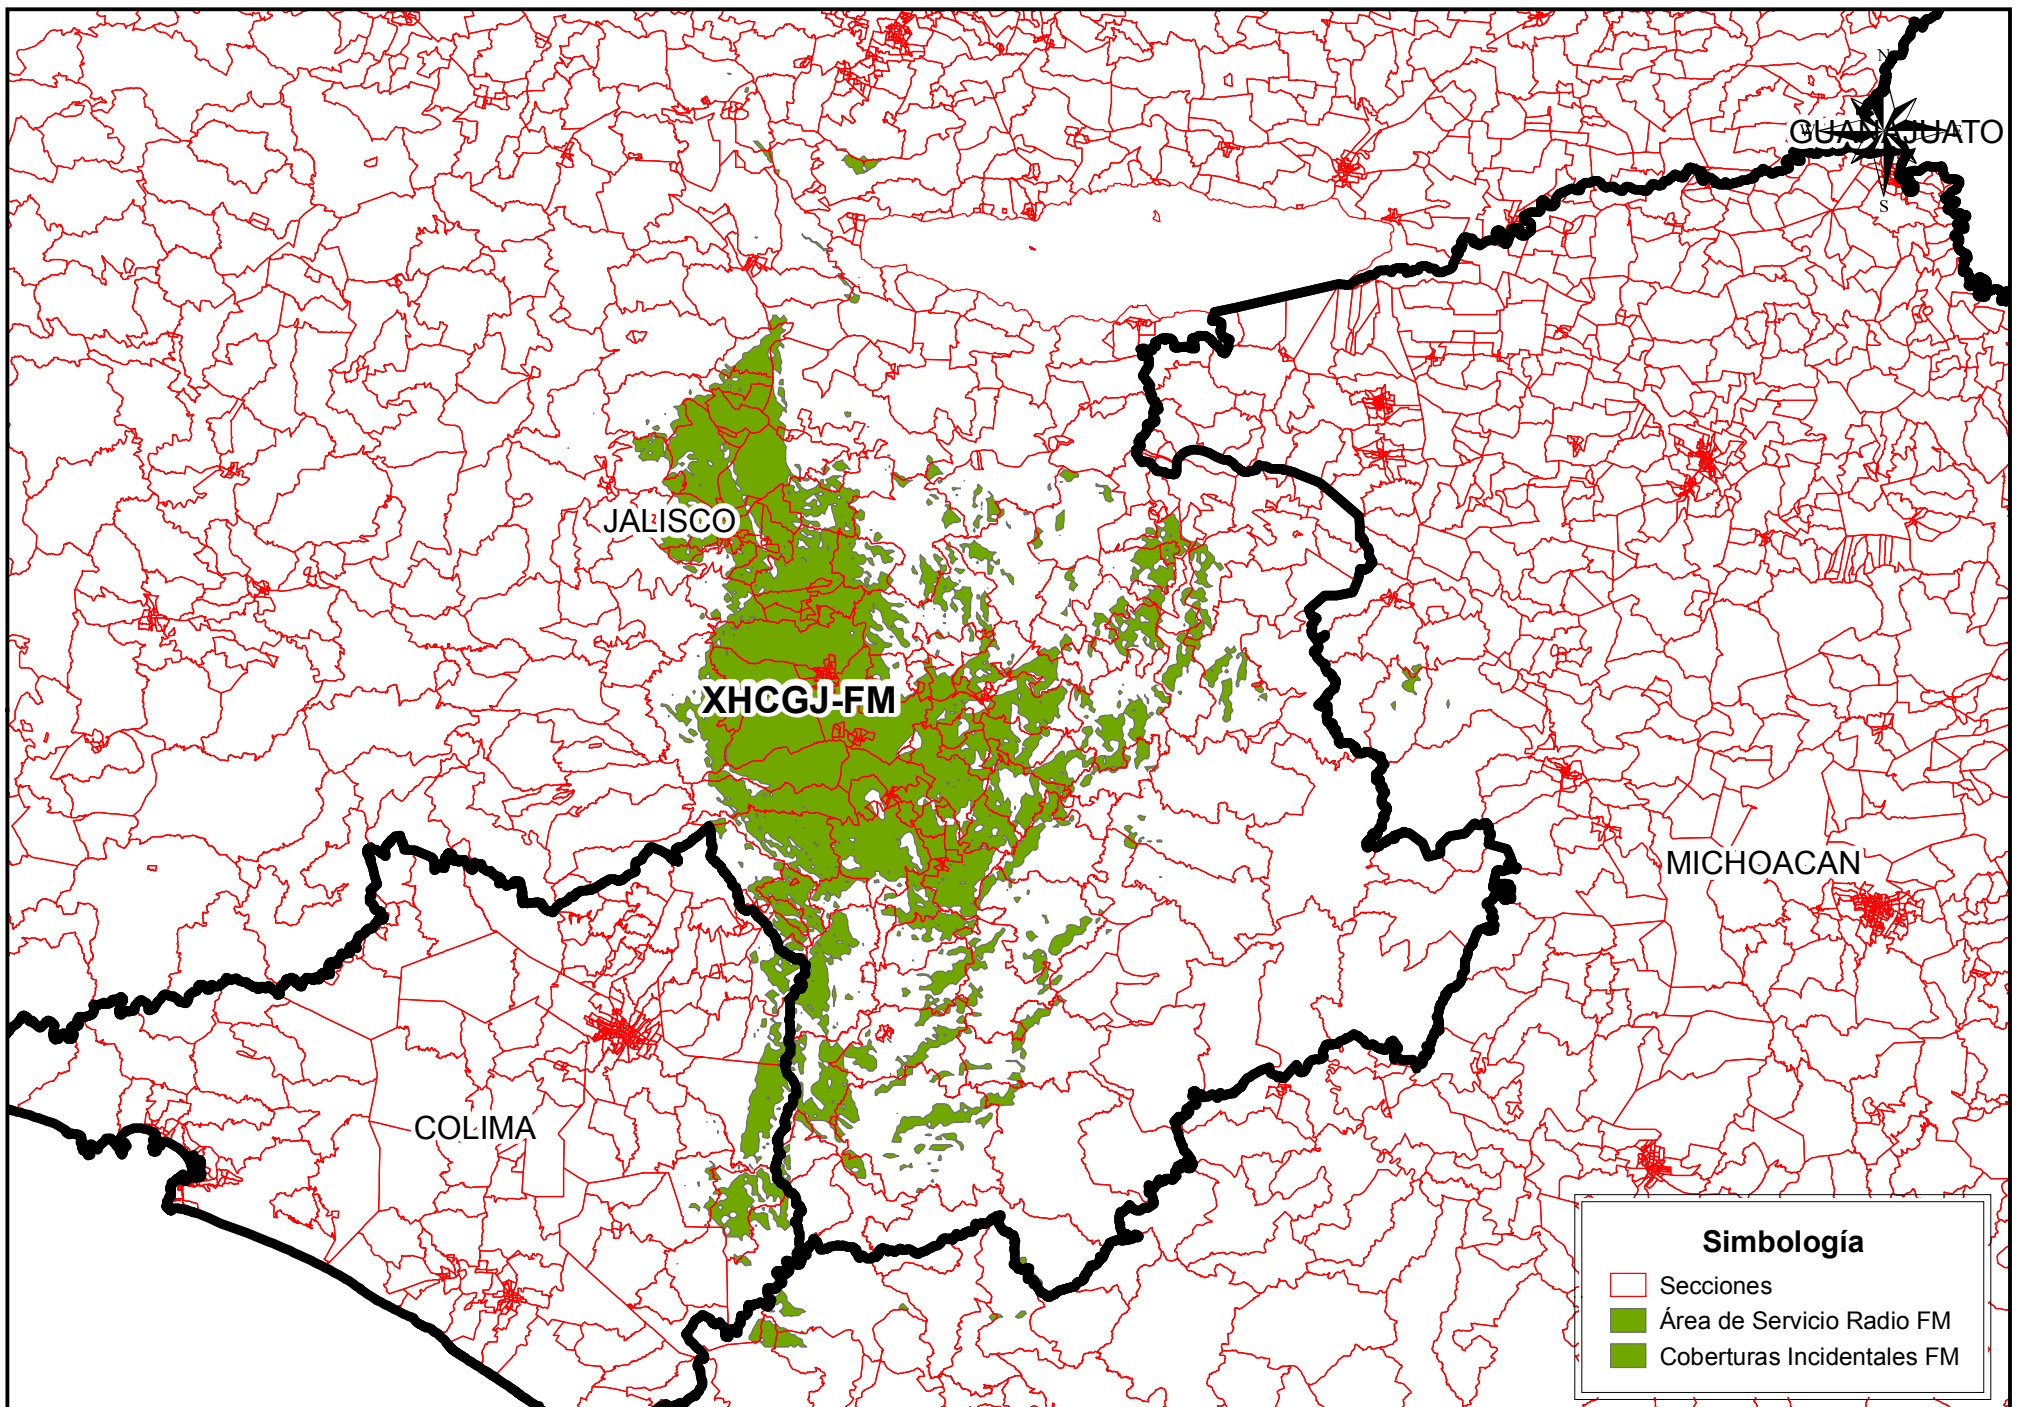 N
GUANAJUATO
S
JALISCO
XHCGJ-FM
MICHOACAN
COLIMA
Simbología
Secciones
Área de Servicio Radio FM
Coberturas Incidentales FM